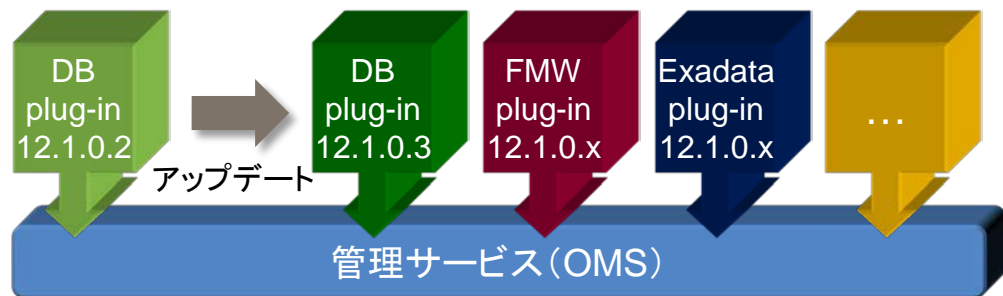 DB
plug-in
12.1.0.2
アップデート
DB
plug-in
12.1.0.3
FMW
plug-in
12.1.0.x
Exadata
plug-in
12.1.0.x
...
管理サービス(OMS)